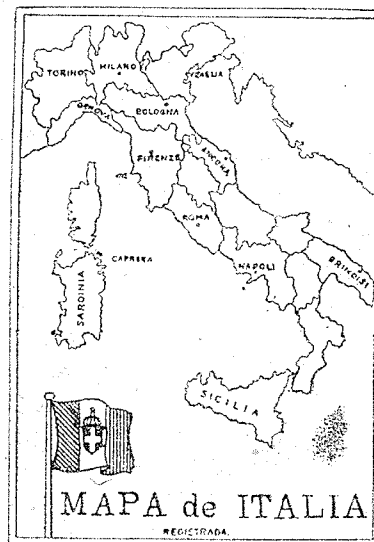 MILANO
TORINO
BOLOGNA
GENOVA
ANCONA
FIRENZE
ROMA
CAPRERA
NAPOLI
BRINDISI
SARDINIA
SICILIA
MAPA de ITALIA
REGISTRADA.